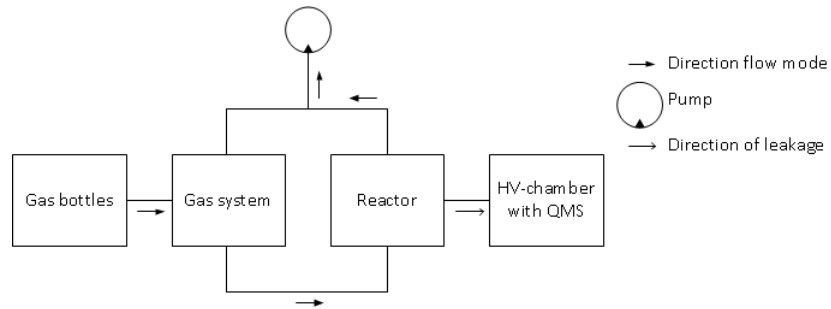 Direction flow mode
Pump
Direction of leakage
Gas bottles
Gas system
Reactor
HV-chamber
with QMS